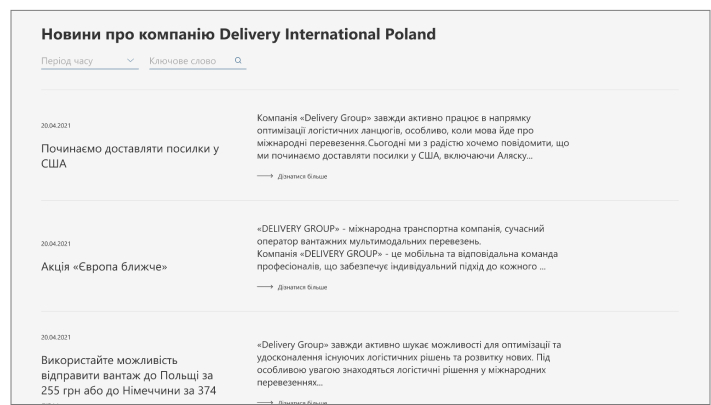 Новини про компанію Delivery International Poland
Період часу
Ключове слово
20.04.2021
Починаємо доставляти посилки у
США
Компанія «Delivery Group» завжди активно працює в напрямку
оптимізації логістичних ланцюгів, особливо, коли мова йде про
міжнародні перевезення.Сьогодні ми з радістю хочемо повідомити, що
ми починаємо доставляти посилки у США, включаючи Аляску...
Дізнатися більше
20.04.2021
Акція «Європа ближче»
«DELIVERY GROUP» - міжнародна транспортна компанія, сучасний
оператор вантажних мультимодальних перевезень.
Компанія «DELIVERY GROUP» - це мобільна та відповідальна команда
професіоналів, що забезпечує індивідуальний підхід до кожного ...
Дізнатися більше
20.04.2021
Використайте можливість
відправити вантаж до Польщі за
255 грн або до Німеччини за 374
«Delivery Group» завжди активно шукає можливості для оптимізації та
удосконалення існуючих логістичних рішень та розвитку нових. Під
особливою увагою знаходяться логістичні рішення у міжнародних
перевезеннях...
Дізнатися більше